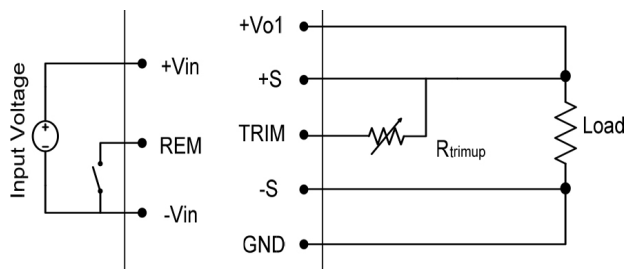 Input Voltage
+
−
+Vin
REM
-Vin
+Vo1
+S
TRIM
-S
GND
Rtrimup
Load